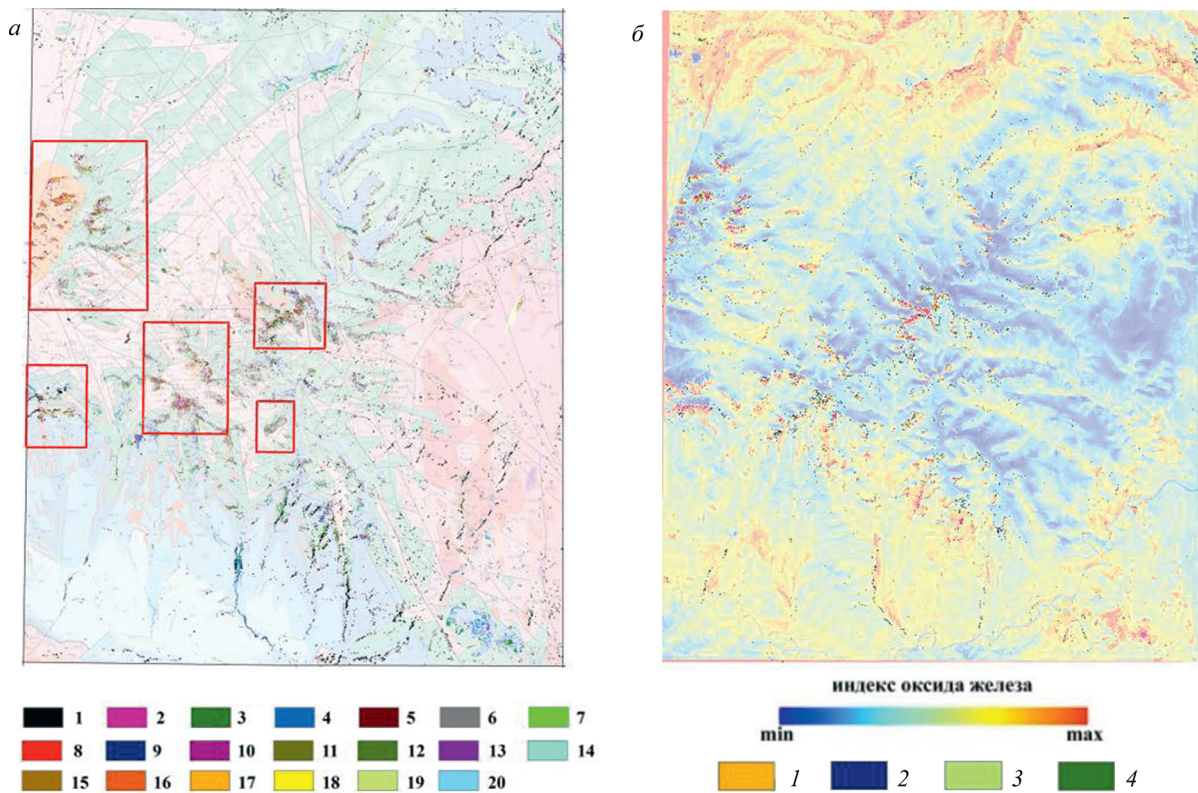 а
б
1 2 3 4 5 6 7
8 9 10 11 12 13 14
15 16 17 18 19 20
индекс оксида железа
min max
1 2 3 4